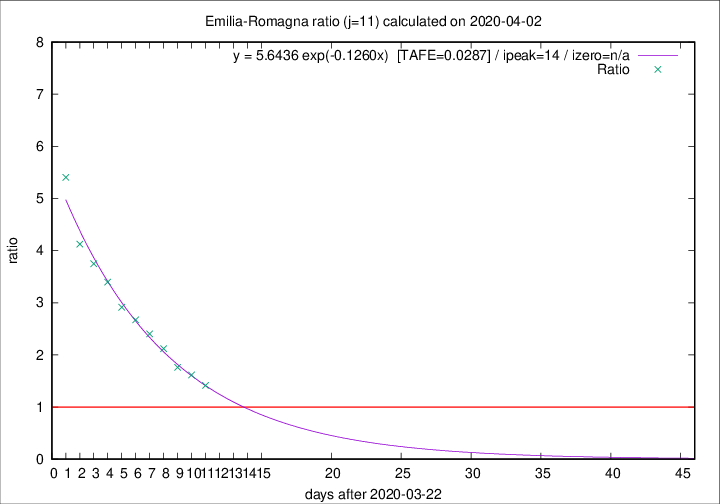 Emilia-Romagna ratio (j=11) calculated on 2020-04-02
y = 5.6436 exp(-0.1260x) [TAFE=0.0287] / ipeak=14 / izero=n/a
Ratio
8
7
6
5
4
3
2
1
0
ratio
0 1 2 3 4 5 6 7 8 9 10 11 12 13 14 15 20 25 30 35 40 45
days after 2020-03-22